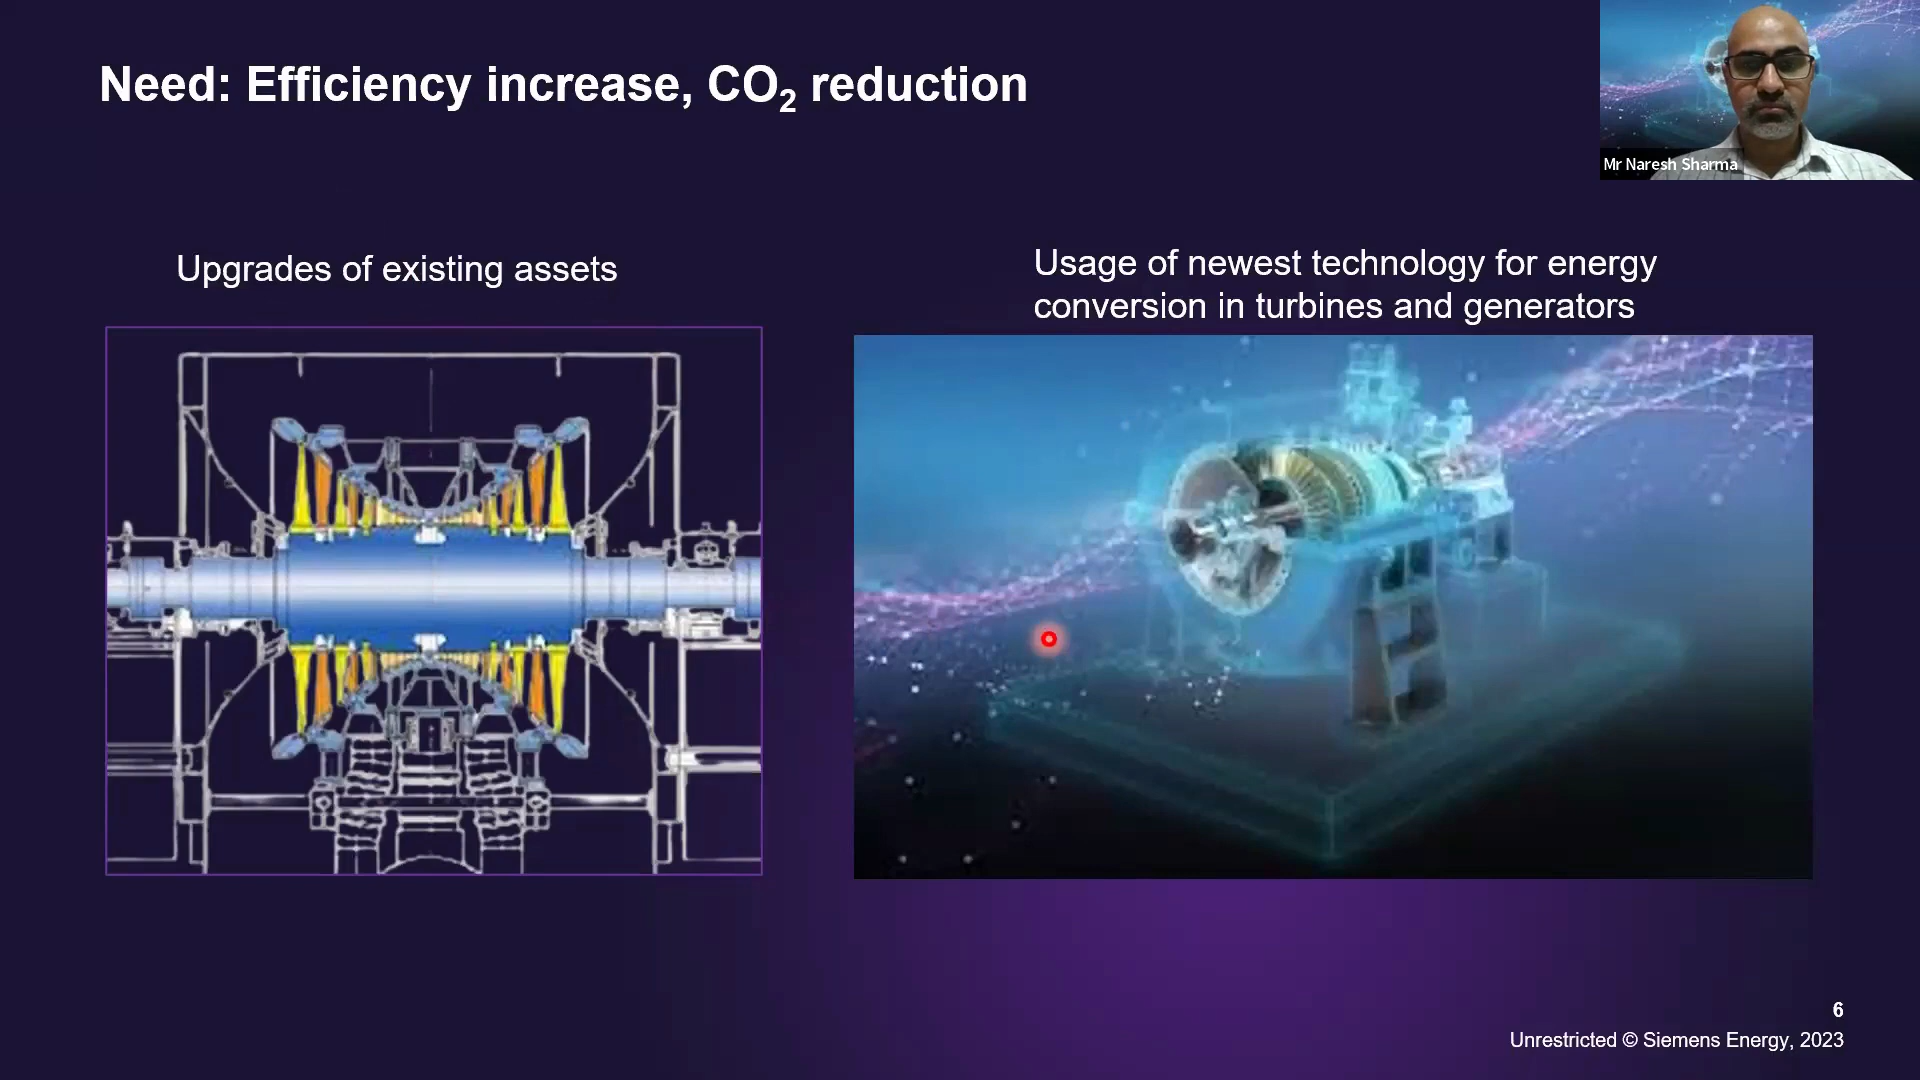 Need: Efficiency increase, CO₂ reduction
Mr Naresh Sharma
Upgrades of existing assets
Usage of newest technology for energy
conversion in turbines and generators
6
Unrestricted © Siemens Energy, 2023